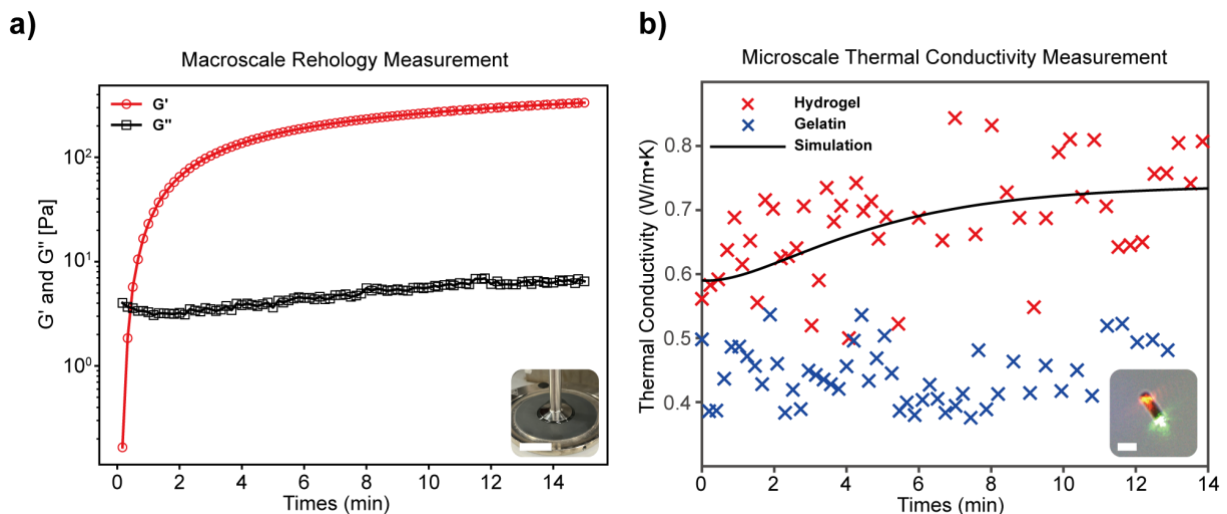 a)
Macroscale Rehology Measurement
G'
G"
10²
10¹
10⁰
G' and G" [Pa]
0 2 4 6 8 10 12 14
Times (min)
b)
Microscale Thermal Conductivity Measurement
Hydrogel
Gelatin
Simulation
0.8
0.7
0.6
0.5
0.4
Thermal Conductivity (W/m•K)
0 2 4 6 8 10 12 14
Times (min)